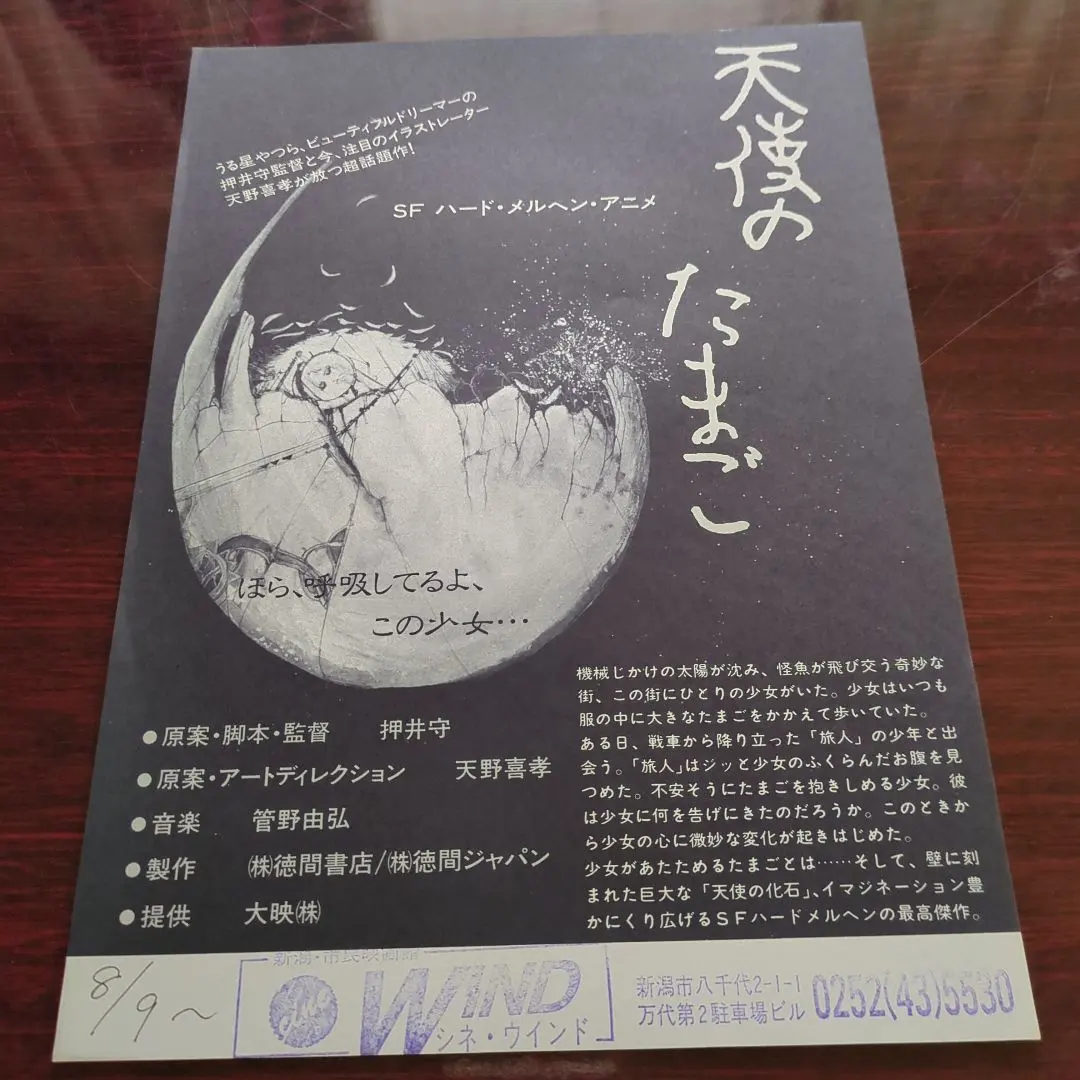 天使の
たまご
うる星やつら、ビューティフルドリーマーの
押井守監督と今、注目のイラストレーター
天野喜孝が放つ超話題作!
SF ハード・メルヘン・アニメ
ほら、呼吸してるよ、
この少女…
●原案・脚本・監督 押井守
●原案・アートディレクション 天野喜孝
●音楽 管野由弘
●製作 ㈱徳間書店/㈱徳間ジャパン
●提供 大映㈱
機械じかけの太陽が沈み、怪魚が飛び交う奇妙な
街、この街にひとりの少女がいた。少女はいつも
服の中に大きなたまごをかかえて歩いていた。
ある日、戦車から降り立った「旅人」の少年と出
会う。「旅人」はジッと少女のふくらんだお腹を見
つめた。不安そうにたまごを抱きしめる少女。彼
は少女に何を告げにきたのだろうか。このときか
ら少女の心に微妙な変化が起きはじめた。
少女があたためるたまごとは……そして、壁に刻
まれた巨大な「天使の化石」、イマジネーション豊
かにくり広げるSFハードメルヘンの最高傑作。
8/9~
新潟・市民映画館
WIND
シネ・ウインド
新潟市八千代2-1-1
万代第2駐車場ビル
0252(43)5530